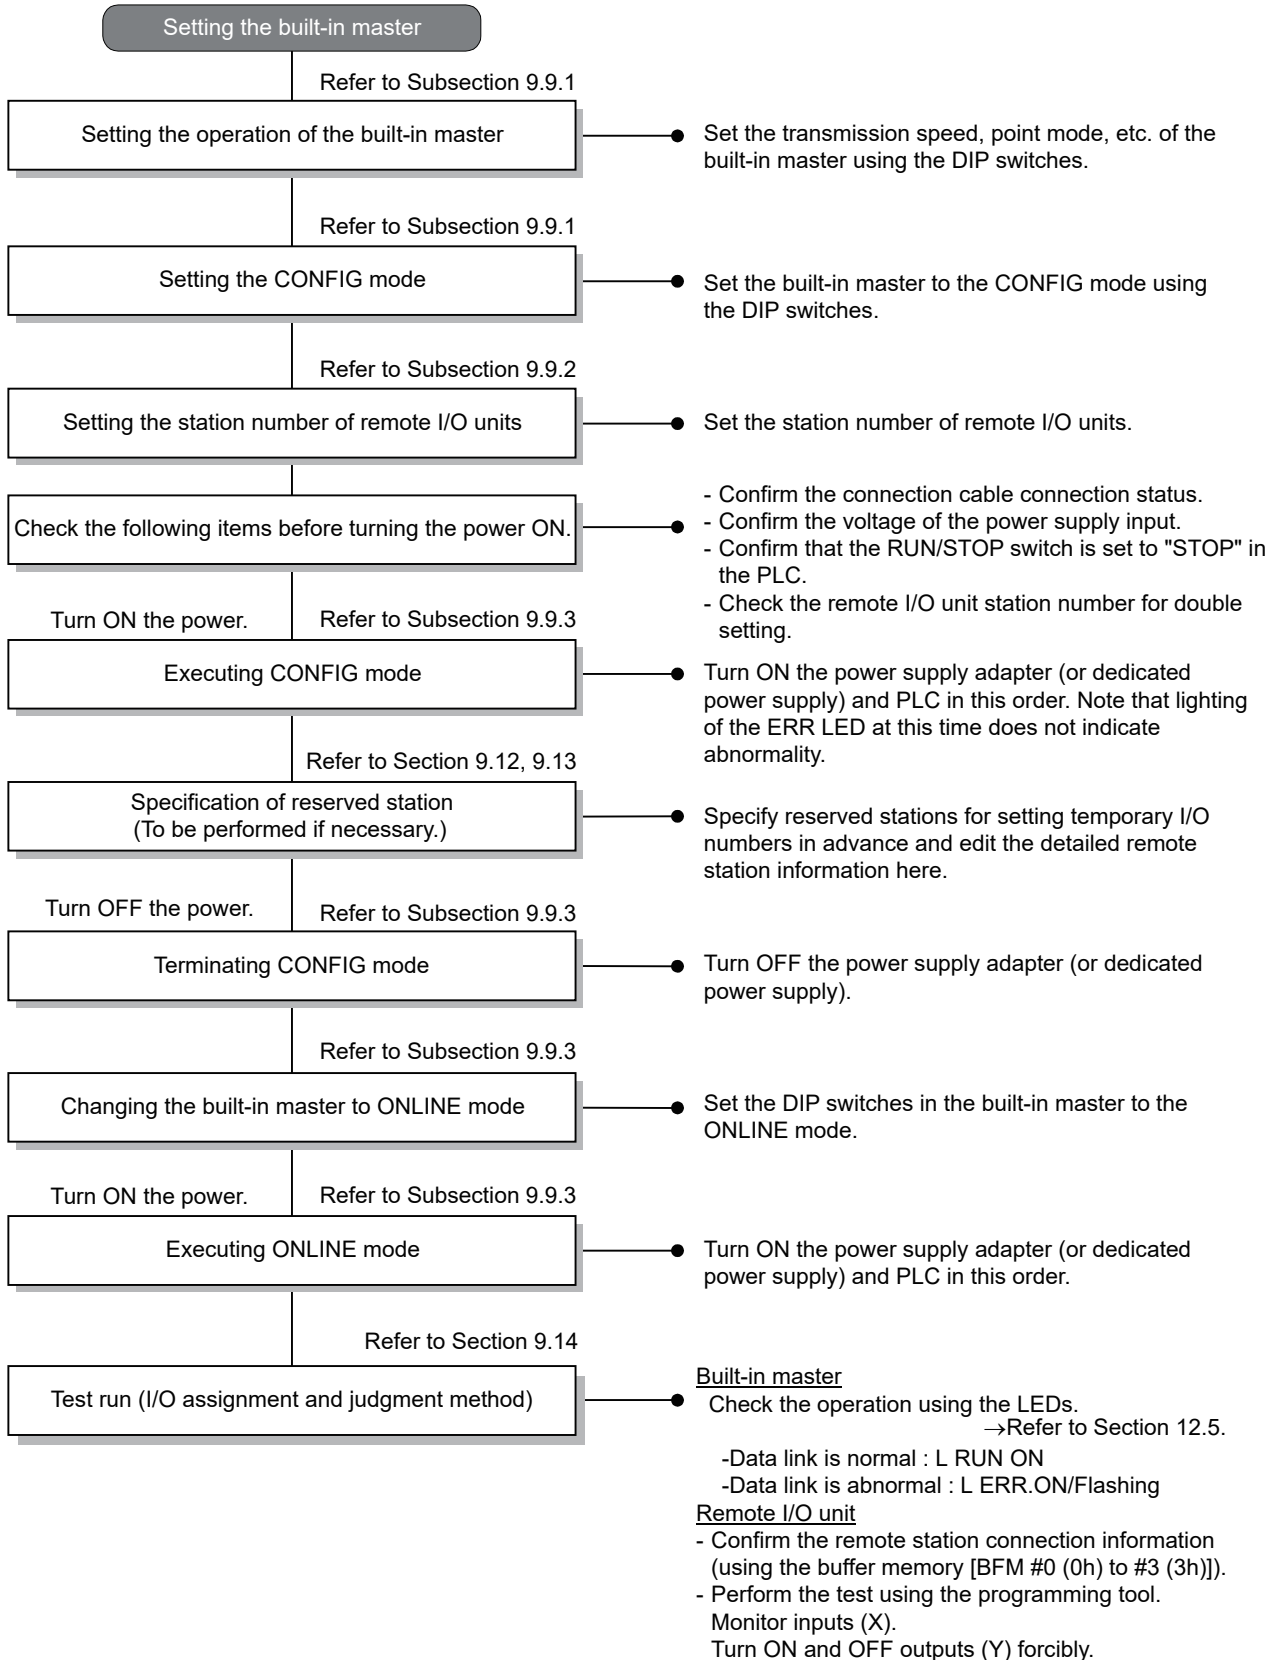 Setting the built-in master
Refer to Subsection 9.9.1
Setting the operation of the built-in master
Set the transmission speed, point mode, etc. of the
built-in master using the DIP switches.
Refer to Subsection 9.9.1
Setting the CONFIG mode
Set the built-in master to the CONFIG mode using
the DIP switches.
Refer to Subsection 9.9.2
Setting the station number of remote I/O units
Set the station number of remote I/O units.
Check the following items before turning the power ON.
- Confirm the connection cable connection status.
- Confirm the voltage of the power supply input.
- Confirm that the RUN/STOP switch is set to "STOP" in
the PLC.
- Check the remote I/O unit station number for double
setting.
Turn ON the power.
Refer to Subsection 9.9.3
Executing CONFIG mode
Turn ON the power supply adapter (or dedicated
power supply) and PLC in this order. Note that lighting
of the ERR LED at this time does not indicate
abnormality.
Refer to Section 9.12, 9.13
Specification of reserved station
(To be performed if necessary.)
Specify reserved stations for setting temporary I/O
numbers in advance and edit the detailed remote
station information here.
Turn OFF the power.
Refer to Subsection 9.9.3
Terminating CONFIG mode
Turn OFF the power supply adapter (or dedicated
power supply).
Refer to Subsection 9.9.3
Changing the built-in master to ONLINE mode
Set the DIP switches in the built-in master to the
ONLINE mode.
Turn ON the power.
Refer to Subsection 9.9.3
Executing ONLINE mode
Turn ON the power supply adapter (or dedicated
power supply) and PLC in this order.
Refer to Section 9.14
Test run (I/O assignment and judgment method)
Built-in master
Check the operation using the LEDs.
→Refer to Section 12.5.
-Data link is normal : L RUN ON
-Data link is abnormal : L ERR.ON/Flashing
Remote I/O unit
- Confirm the remote station connection information
(using the buffer memory [BFM #0 (0h) to #3 (3h)]).
- Perform the test using the programming tool.
Monitor inputs (X).
Turn ON and OFF outputs (Y) forcibly.